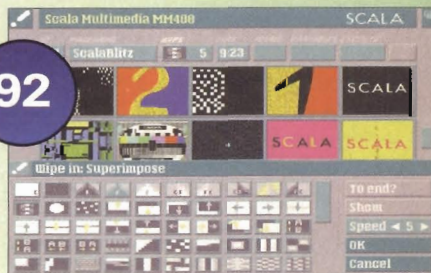 Scala Multimedia MM400 SCALA
92
ScalaBlitz 5 9:23
2 1 SCALA
SCALA SCALA
Wipe in: Superimpose
To end?
Show
Speed ◄ 5 ►
OK
Cancel